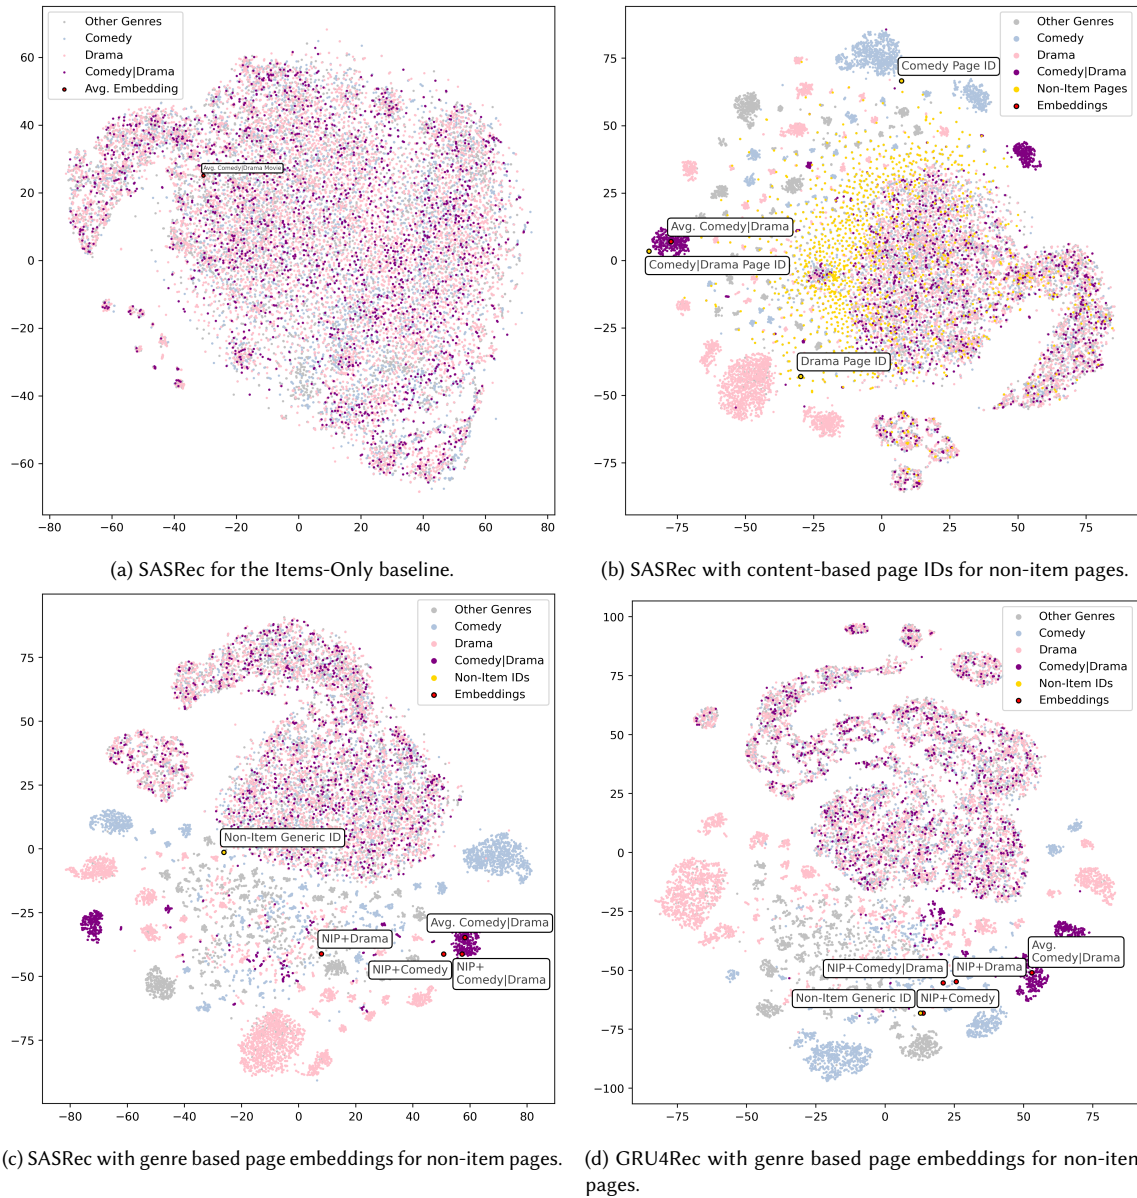 Other Genres
Comedy
Drama
Comedy|Drama
Avg. Embedding
Avg. Comedy|Drama Movie
60
40
20
0
−20
−40
−60
−80 −60 −40 −20 0 20 40 60 80
(a) SASRec for the Items-Only baseline.
Other Genres
Comedy
Drama
Comedy|Drama
Non-Item Pages
Embeddings
Comedy Page ID
Avg. Comedy|Drama
Comedy|Drama Page ID
Drama Page ID
75
50
25
0
−25
−50
−75
−75 −50 −25 0 25 50 75
(b) SASRec with content-based page IDs for non-item pages.
Other Genres
Comedy
Drama
Comedy|Drama
Non-Item IDs
Embeddings
Non-Item Generic ID
Avg. Comedy|Drama
NIP+Drama
NIP+Comedy
NIP+
Comedy|Drama
75
50
25
0
−25
−50
−75
−80 −60 −40 −20 0 20 40 60 80
(c) SASRec with genre based page embeddings for non-item pages.
Other Genres
Comedy
Drama
Comedy|Drama
Non-Item IDs
Embeddings
Avg.
Comedy|Drama
NIP+Comedy|Drama
NIP+Drama
Non-Item Generic ID
NIP+Comedy
100
75
50
25
0
−25
−50
−75
−100
−75 −50 −25 0 25 50 75
(d) GRU4Rec with genre based page embeddings for non-item
pages.